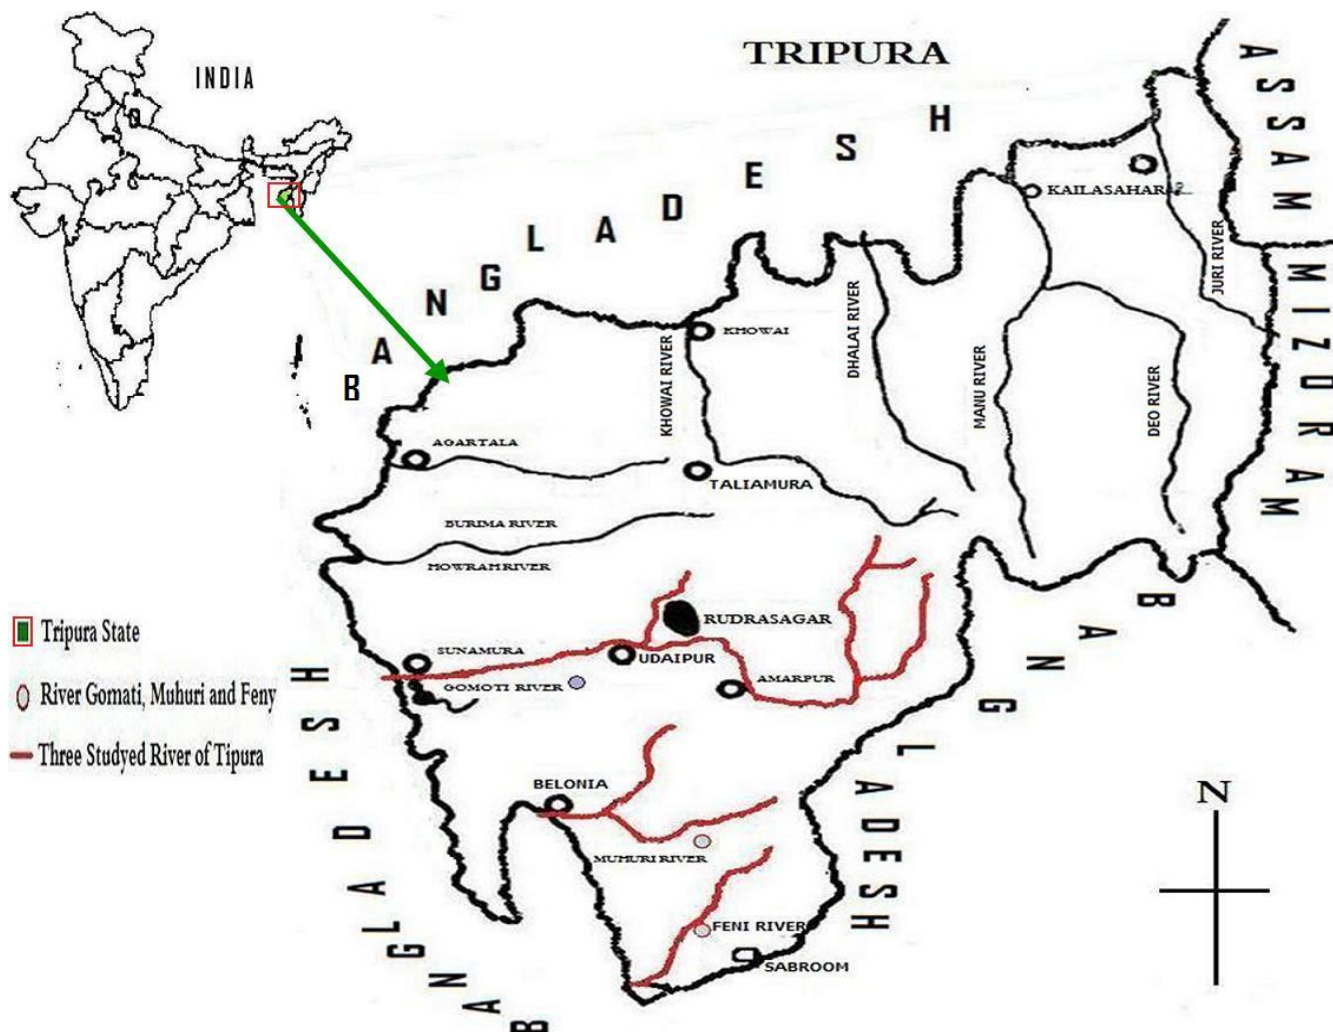 TRIPURA
INDIA
BANGLADESH
ASSAM
MIZORAM
KAILASAHAR
JURI RIVER
KHOWAI
KHOWAI RIVER
DHALAI RIVER
MANU RIVER
DEO RIVER
AGARTALA
TALIAMURA
BURIMA RIVER
MOWRAM RIVER
RUDRASAGAR
SUNAMURA
UDAIPUR
GOMOTI RIVER
AMARPUR
BANGLADESH
BANGLADESH
Tripura State
River Gomati, Muhuri and Feny
Three Studyed River of Tipura
BELONIA
MUHURI RIVER
FENI RIVER
SABROOM
N